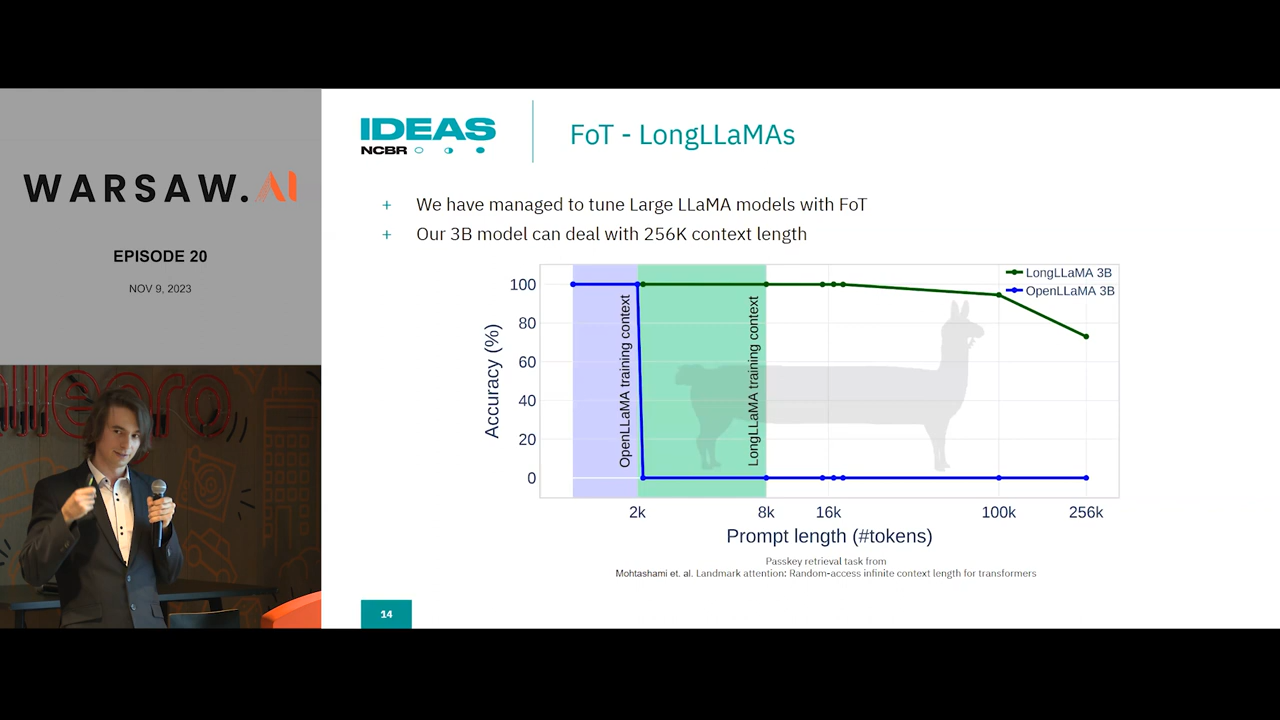 WARSAW.AI
EPISODE 20
NOV 9, 2023
IDEAS
NCBR
FoT - LongLLaMAs
+ We have managed to tune Large LLaMA models with FoT
+ Our 3B model can deal with 256K context length
LongLLaMA 3B
OpenLLaMA 3B
100
80
60
40
20
0
Accuracy (%)
OpenLLaMA training context
LongLLaMA training context
2k
8k
16k
100k
256k
Prompt length (#tokens)
Passkey retrieval task from
Mohtashami et. al. Landmark attention: Random-access infinite context length for transformers
14